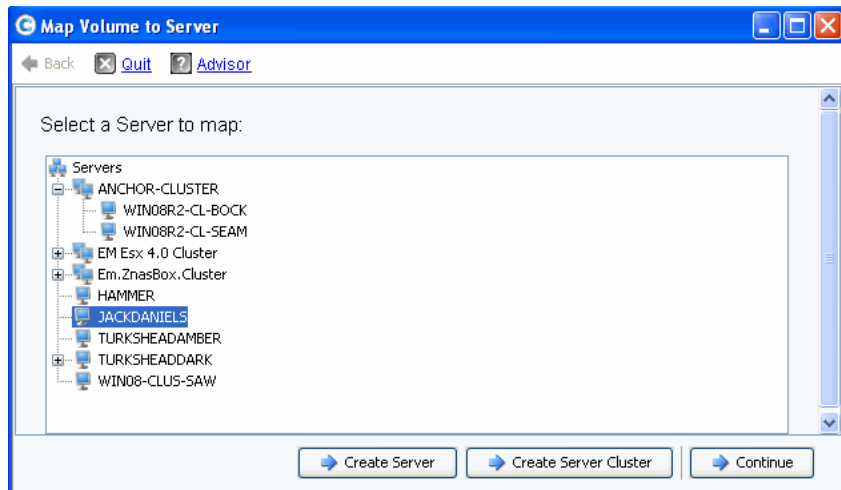 Map Volume to Server
Back Quit Advisor
Select a Server to map:
Servers
ANCHOR-CLUSTER
WIN08R2-CL-BOCK
WIN08R2-CL-SEAM
EM Esx 4.0 Cluster
Em.ZnasBox.Cluster
HAMMER
JACKDANIELS
TURKSHEADAMBER
TURKSHEADDARK
WIN08-CLUS-SAW
Create Server Create Server Cluster Continue